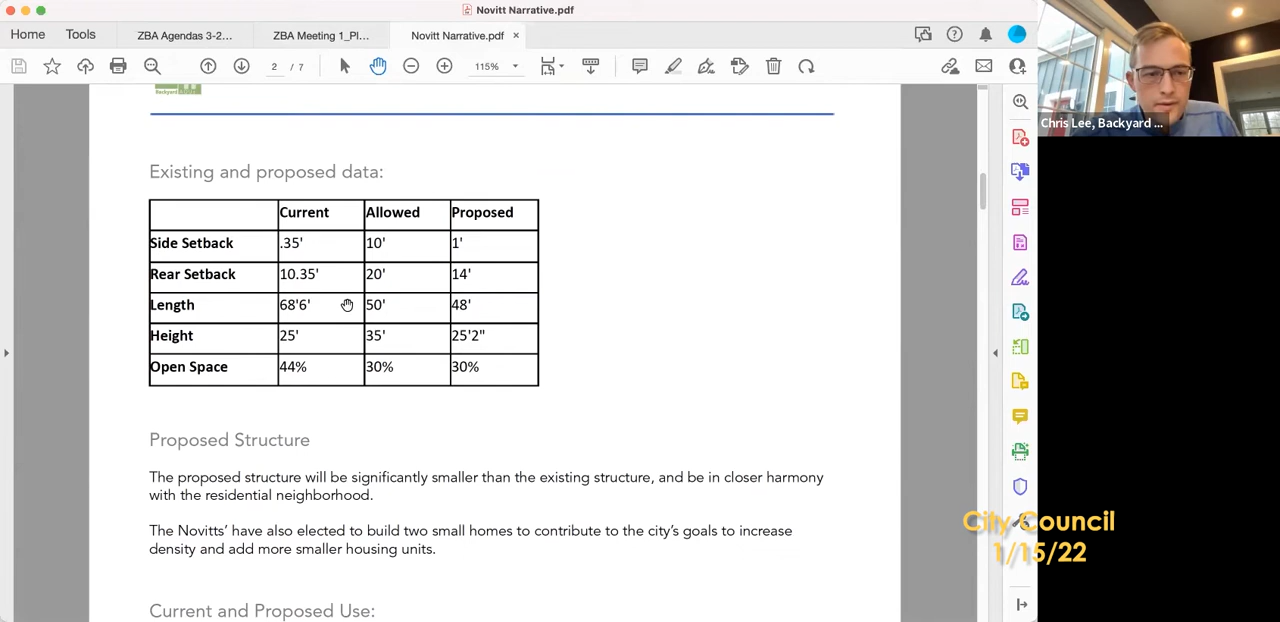 Novitt Narrative.pdf
Home Tools ZBA Agendas 3-2... ZBA Meeting 1_Pl... Novitt Narrative.pdf ×
2 / 7 115%
Chris Lee, Backyard ...
Backyard
Existing and proposed data:
Current Allowed Proposed
Side Setback .35' 10' 1'
Rear Setback 10.35' 20' 14'
Length 68'6' 50' 48'
Height 25' 35' 25'2"
Open Space 44% 30% 30%
Proposed Structure
The proposed structure will be significantly smaller than the existing structure, and be in closer harmony
with the residential neighborhood.
The Novitts' have also elected to build two small homes to contribute to the city's goals to increase
density and add more smaller housing units.
Current and Proposed Use:
City Council
1/15/22